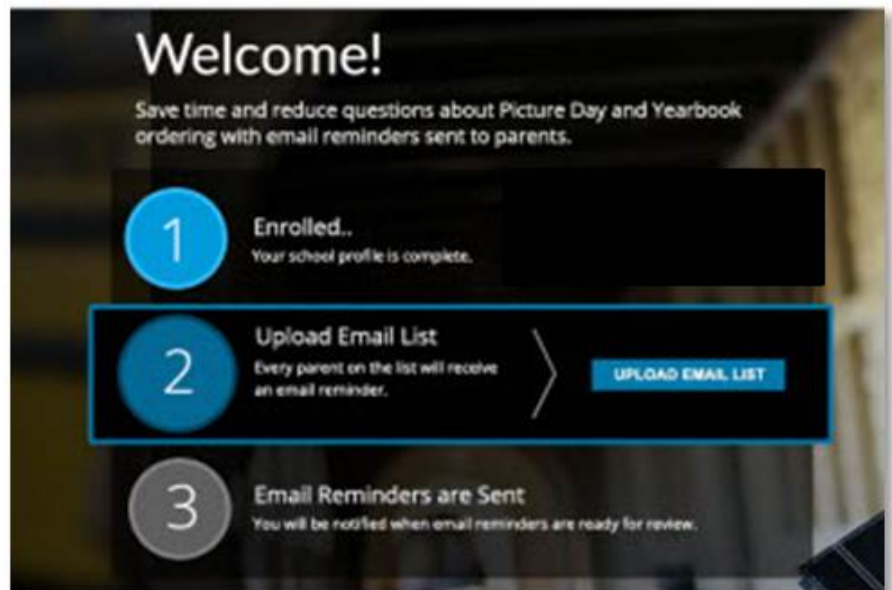 Welcome!
Save time and reduce questions about Picture Day and Yearbook
ordering with email reminders sent to parents.
1
Enrolled..
Your school profile is complete.
2
Upload Email List
Every parent on the list will receive
an email reminder.
UPLOAD EMAIL LIST
3
Email Reminders are Sent
You will be notified when email reminders are ready for review.